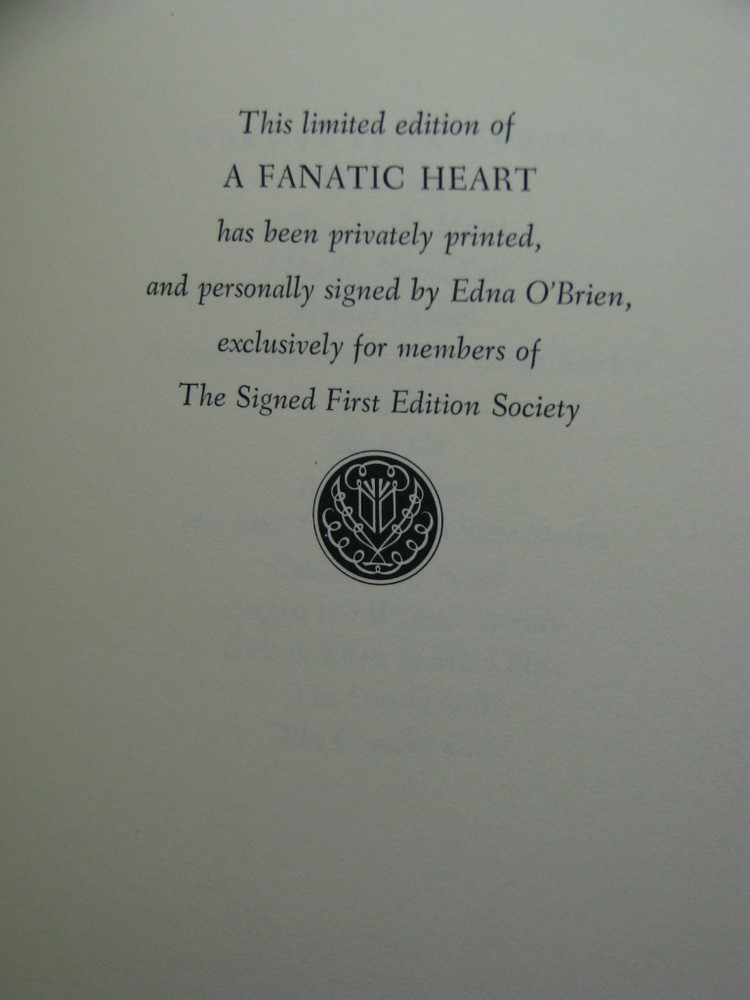 This limited edition of
A FANATIC HEART
has been privately printed,
and personally signed by Edna O'Brien,
exclusively for members of
The Signed First Edition Society